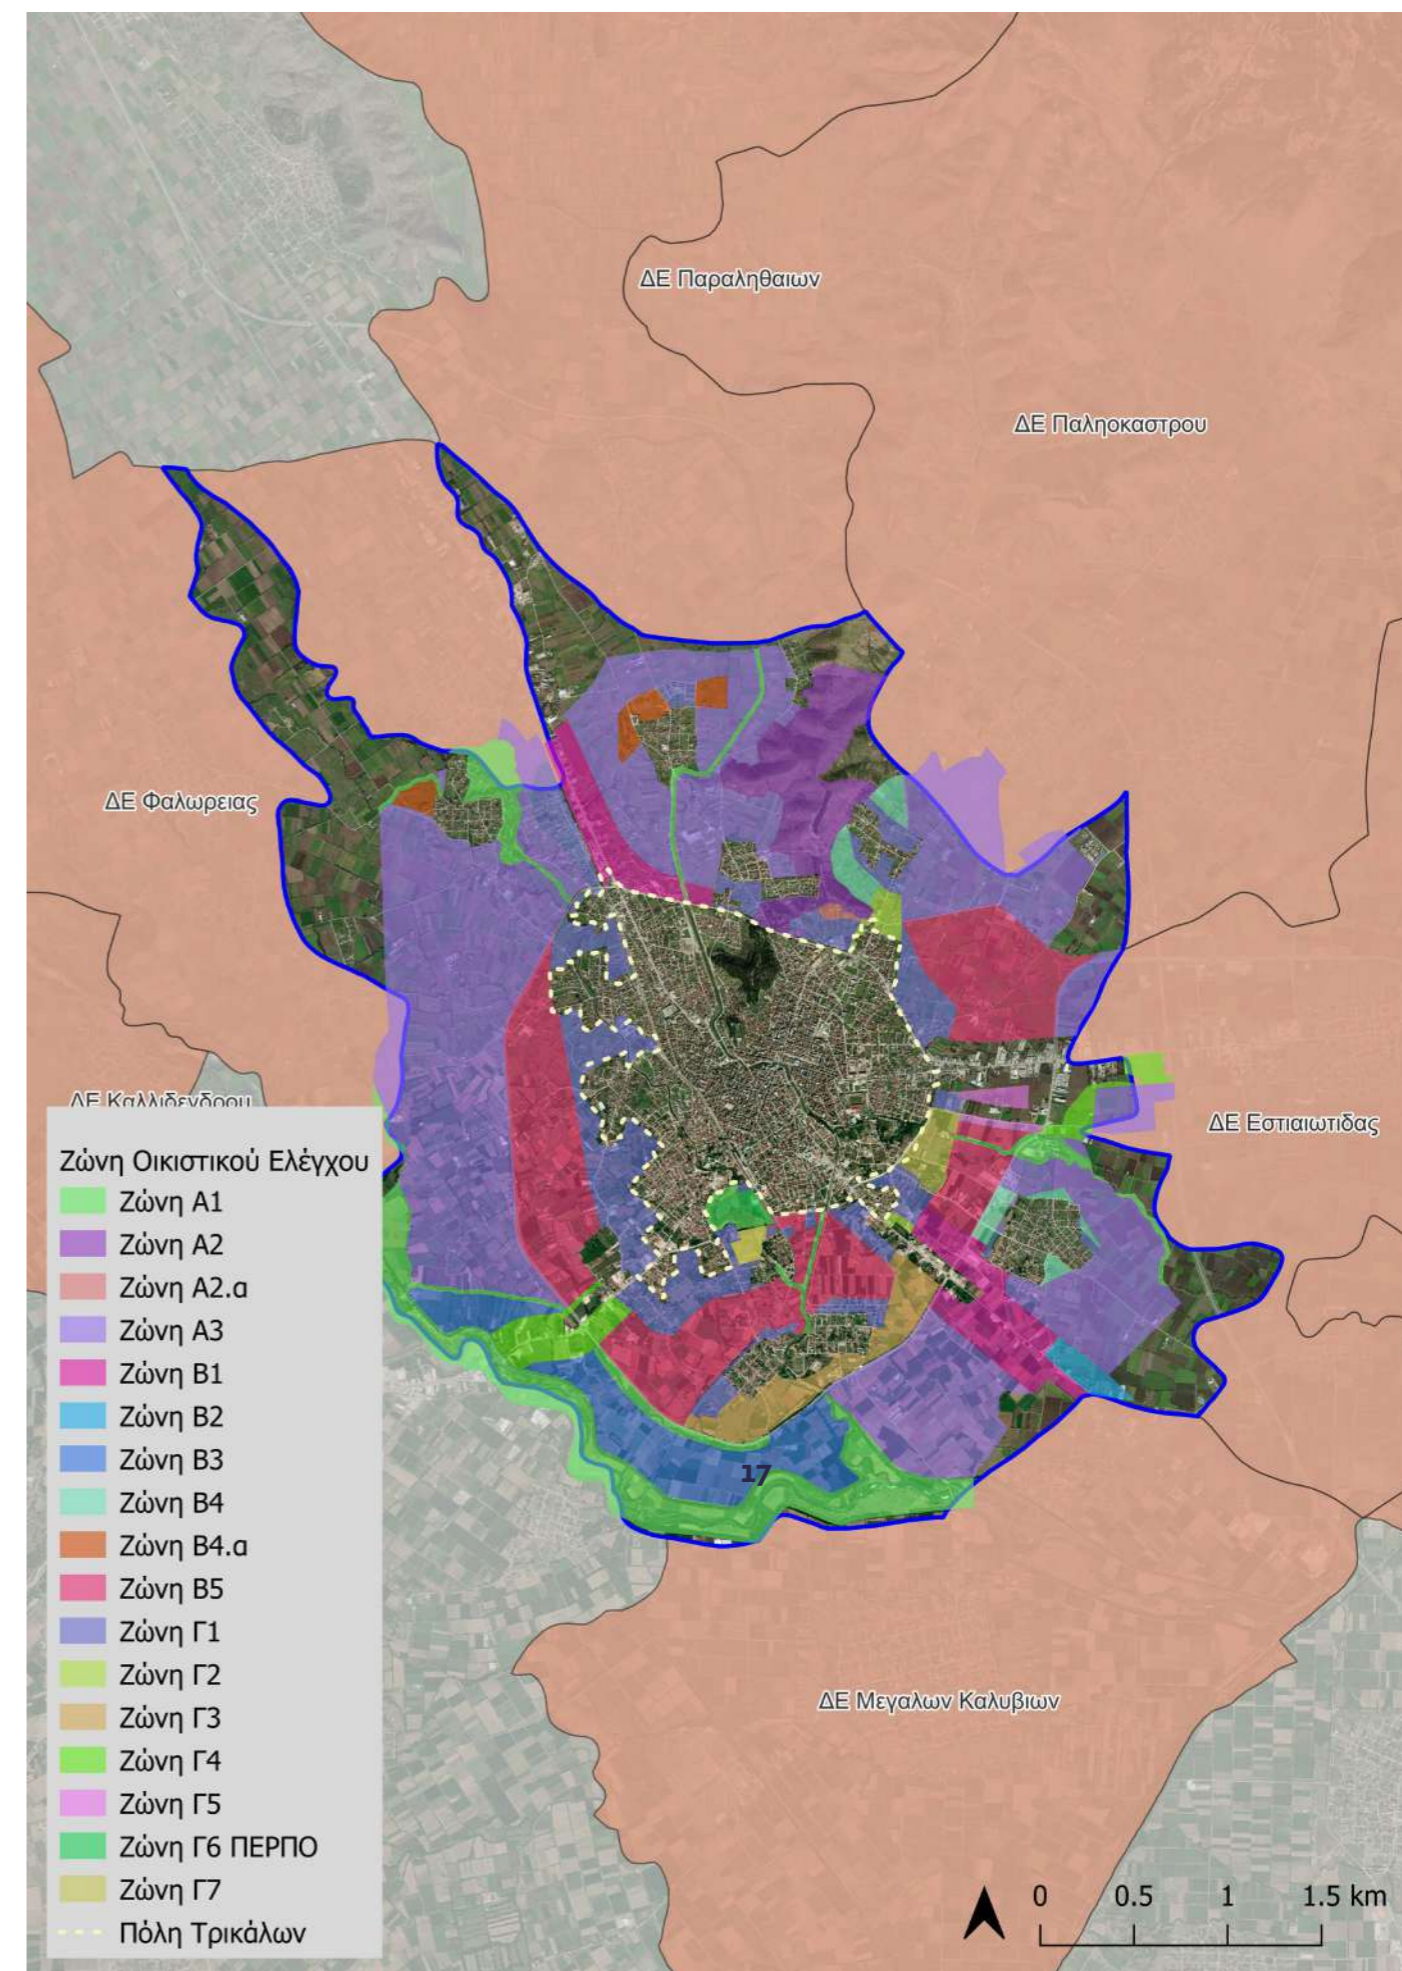 ΔΕ Παραληθαιων
ΔΕ Παληοκαστρου
ΔΕ Φαλωρειας
ΔΕ Καλλιδενδρου
ΔΕ Εστιαιωτιδας
Ζώνη Οικιστικού Ελέγχου
Ζώνη Α1
Ζώνη Α2
Ζώνη Α2.α
Ζώνη Α3
Ζώνη Β1
Ζώνη Β2
Ζώνη Β3
Ζώνη Β4
Ζώνη Β4.α
Ζώνη Β5
Ζώνη Γ1
Ζώνη Γ2
Ζώνη Γ3
Ζώνη Γ4
Ζώνη Γ5
Ζώνη Γ6 ΠΕΡΠΟ
Ζώνη Γ7
Πόλη Τρικάλων
17
ΔΕ Μεγαλων Καλυβιων
0 0.5 1 1.5 km